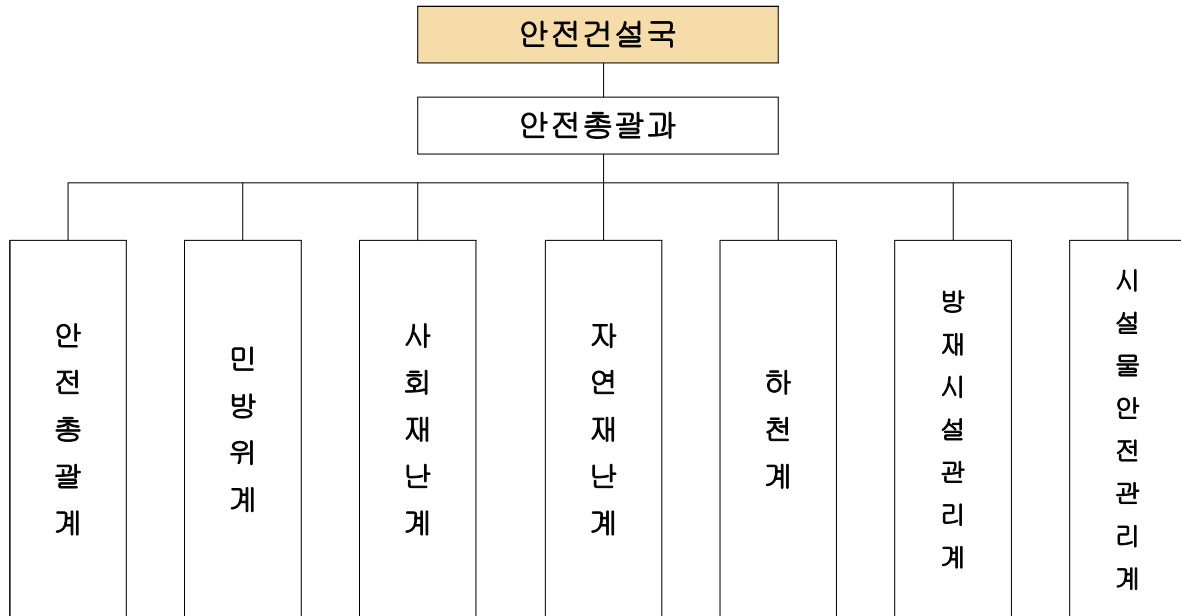 안전건설국
안전총괄과
안전총괄계
민방위계
사회재난계
자연재난계
하천계
방재시설관리계
시설물안전관리계